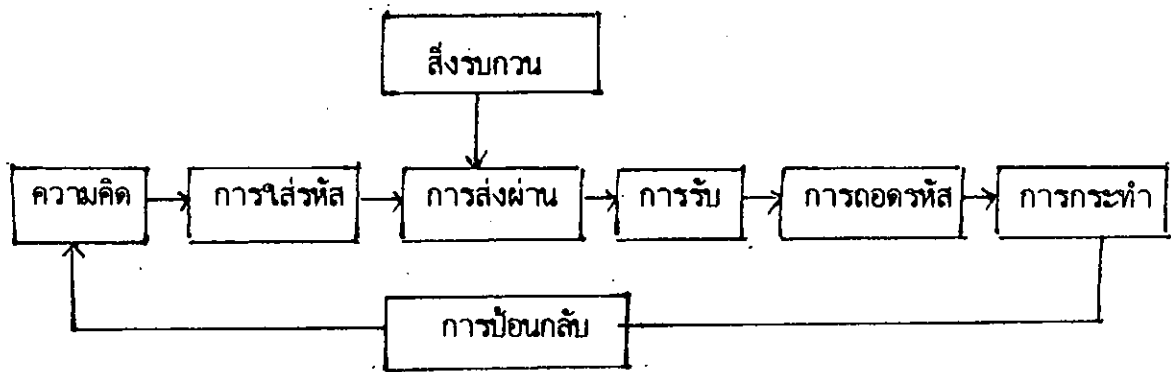 สิ่งรบกวน
ความคิด การใส่รหัส การส่งผ่าน การรับ การถอดรหัส การกระทำ
การป้อนกลับ